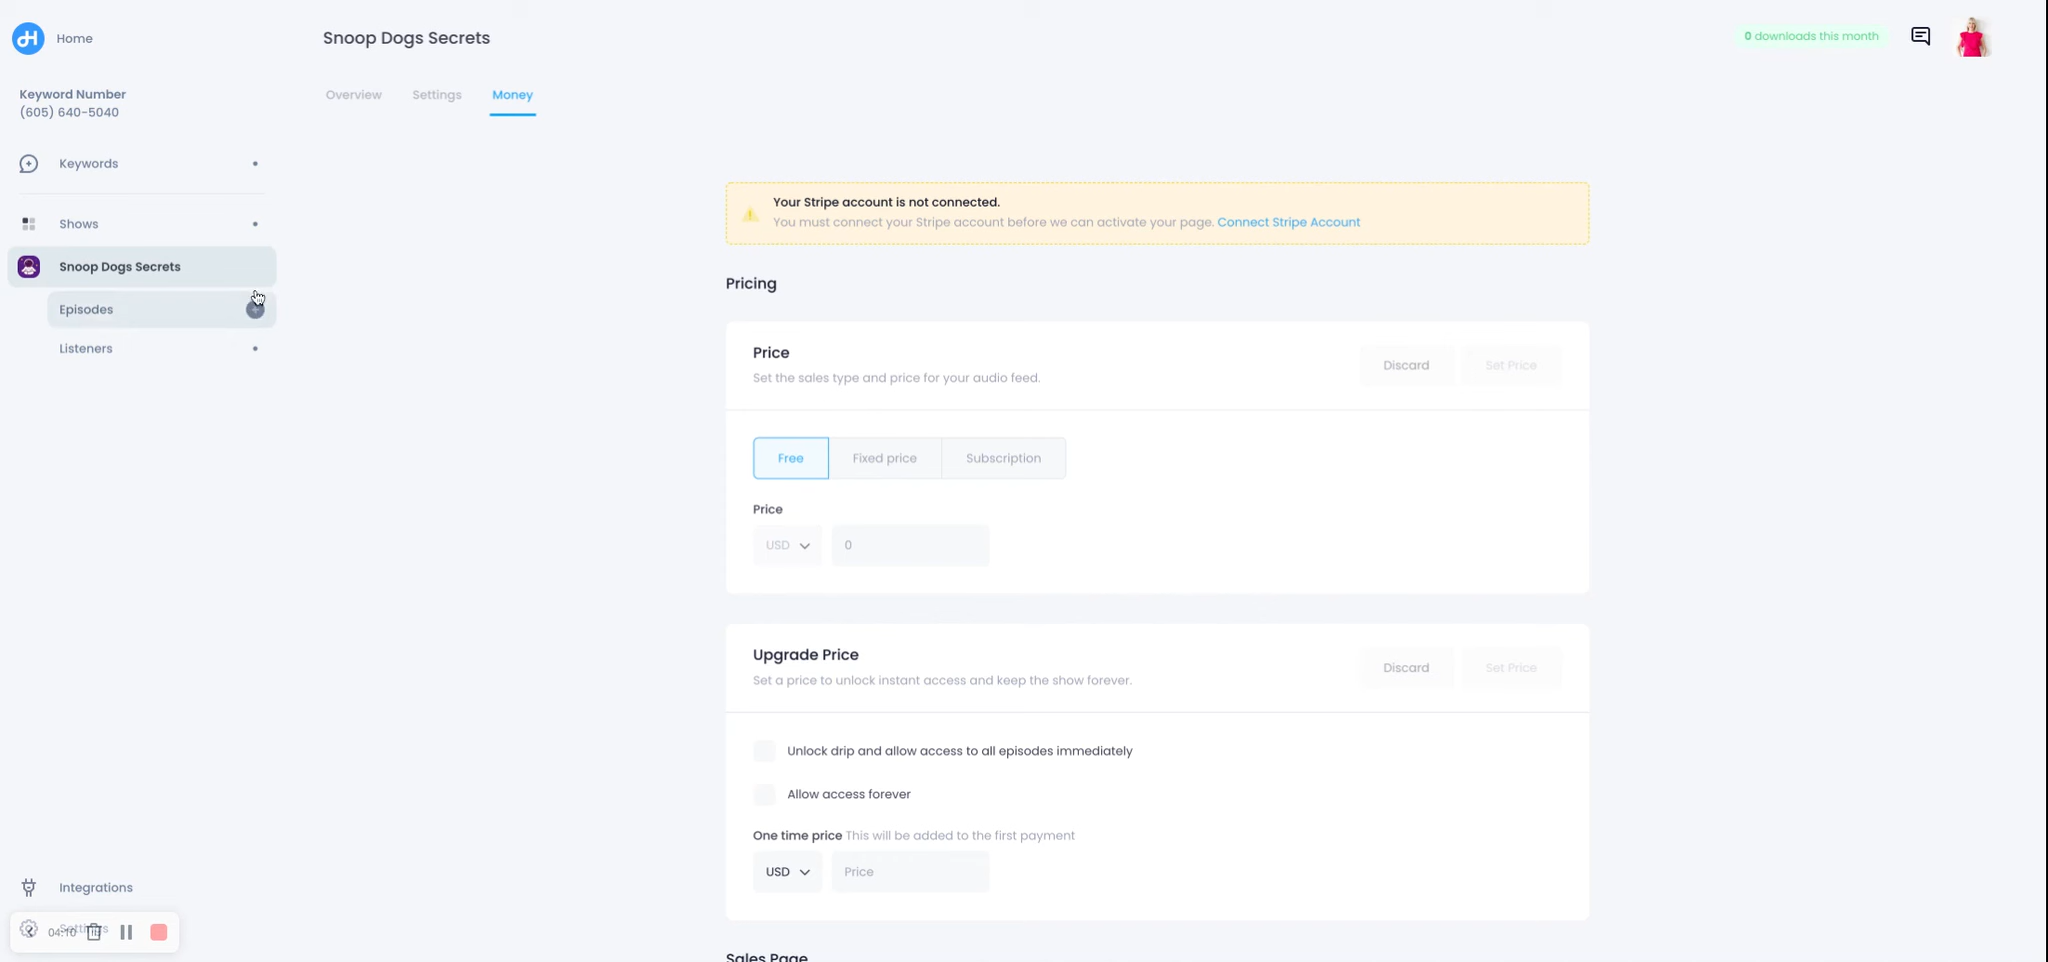 Home
Snoop Dogs Secrets
0 downloads this month
Keyword Number
(605) 640-5040
Overview
Settings
Money
Keywords
Shows
Snoop Dogs Secrets
Episodes
Listeners
Your Stripe account is not connected.
You must connect your Stripe account before we can activate your page. Connect Stripe Account
Pricing
Price
Set the sales type and price for your audio feed.
Discard
Set Price
Free
Fixed price
Subscription
Price
USD
0
Upgrade Price
Set a price to unlock instant access and keep the show forever.
Discard
Set Price
Unlock drip and allow access to all episodes immediately
Allow access forever
One time price This will be added to the first payment
USD
Price
Sales Page
Integrations
Settings
04:10